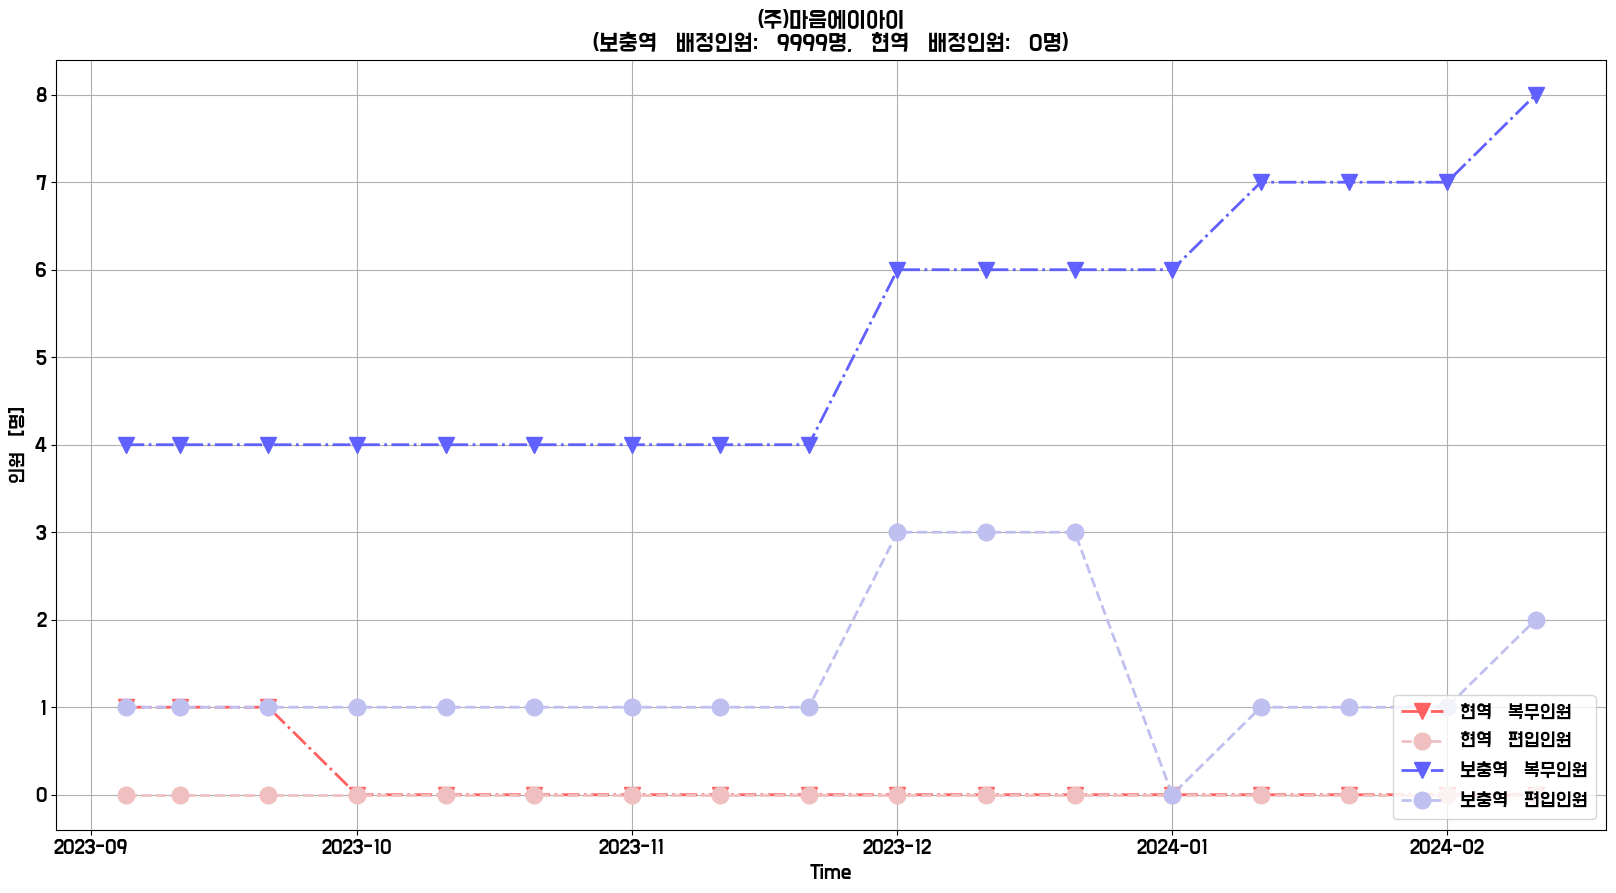 (주)마음에이아이
(보충역 배정인원: 9999명, 현역 배정인원: 0명)
8
7
6
5
4
3
2
1
0
인원 [명]
현역 복무인원
현역 편입인원
보충역 복무인원
보충역 편입인원
2023-09 2023-10 2023-11 2023-12 2024-01 2024-02
Time